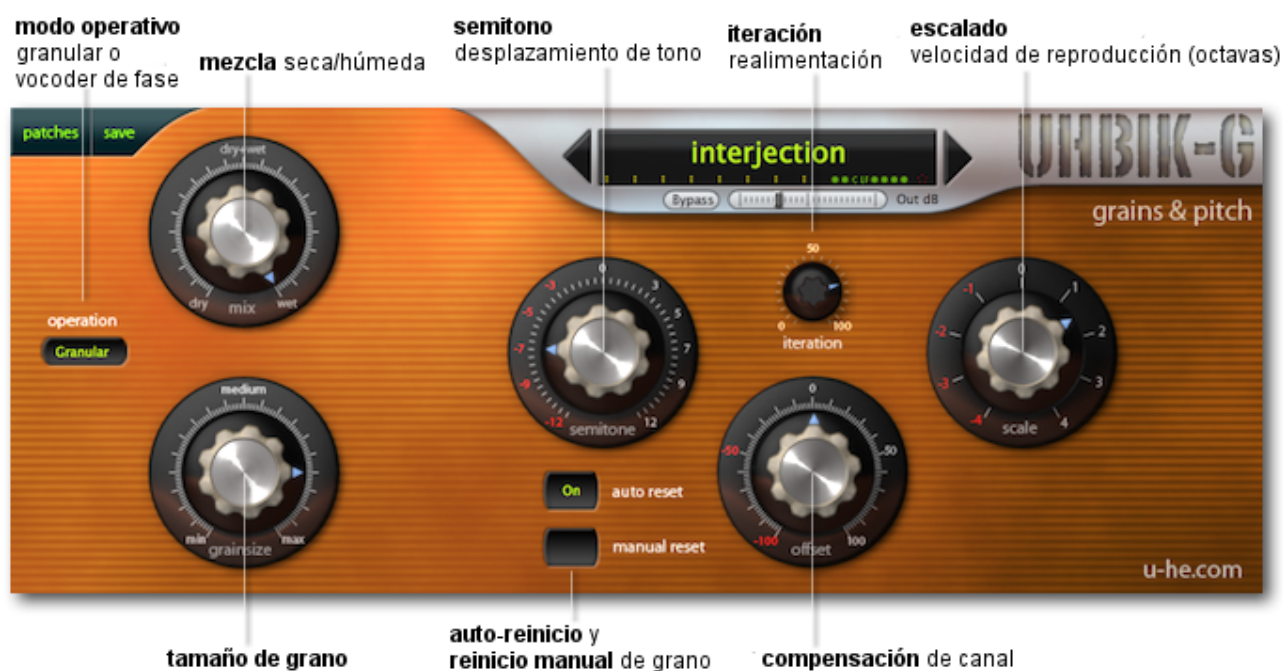 modo operativo
granular o
vocoder de fase
mezcla seca/húmeda
semitono
desplazamiento de tono
iteración
realimentación
escalado
velocidad de reproducción (octavas)
patches save
interjection
C LF
Bypass Out dB
UHBIK-G
grains & pitch
dry+wet
dry mix wet
operation
Granular
medium
min grainsize max
0
-3 3
-5 5
-7 7
-9 9
-12 semitone 12
50
0 100
iteration
0
-1 1
-2 2
-3 3
-4 4
scale
On auto reset
manual reset
0
-50 50
-100 offset 100
u-he.com
tamaño de grano
auto-reinicio y
reinicio manual de grano
compensación de canal